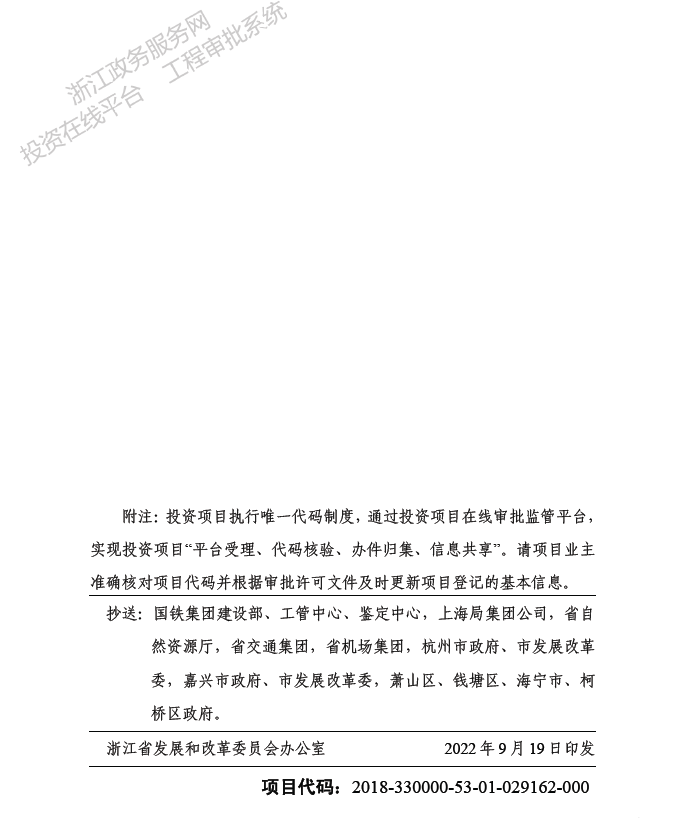 浙江政务服务网
投资在线平台 工程审批系统
附注：投资项目执行唯一代码制度，通过投资项目在线审批监管平台，
实现投资项目“平台受理、代码核验、办件归集、信息共享”。请项目业主
准确核对项目代码并根据审批许可文件及时更新项目登记的基本信息。
抄送：国铁集团建设部、工管中心、鉴定中心，上海局集团公司，省自
然资源厅，省交通集团，省机场集团，杭州市政府、市发展改革
委，嘉兴市政府、市发展改革委，萧山区、钱塘区、海宁市、柯
桥区政府。
浙江省发展和改革委员会办公室 2022年9月19日印发
项目代码：2018-330000-53-01-029162-000